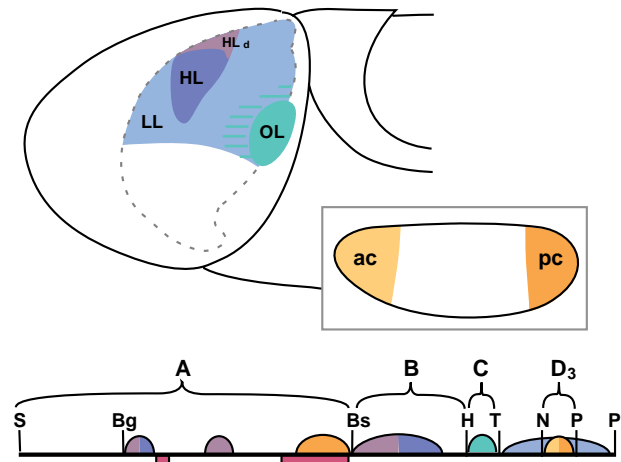 HL d
HL
LL
OL
ac pc
A B C D3
S Bg Bs H T N P P